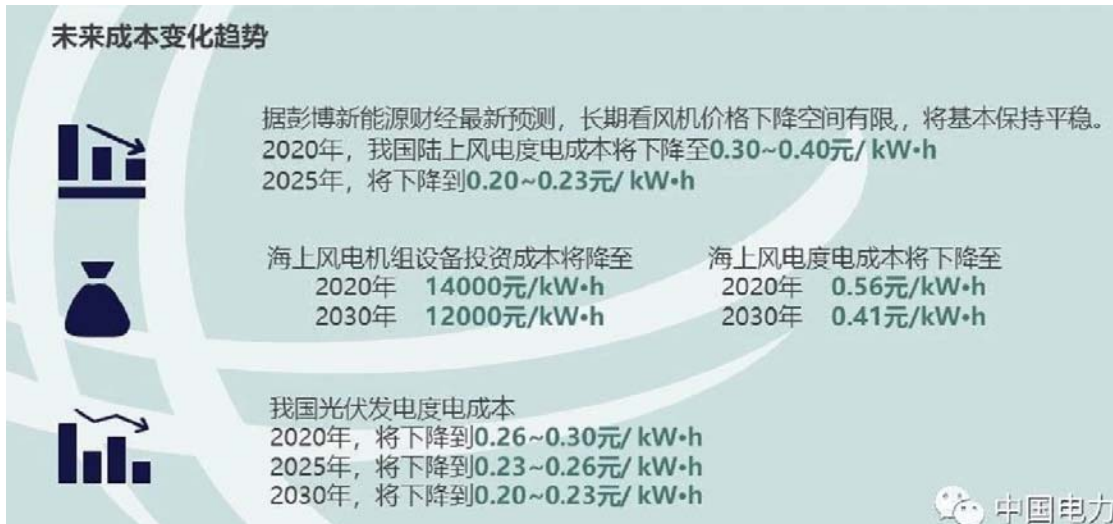 未来成本变化趋势
据彭博新能源财经最新预测，长期看风机价格下降空间有限,，将基本保持平稳。
2020年，我国陆上风电度电成本将下降至0.30~0.40元/ kW•h
2025年，将下降到0.20~0.23元/ kW•h
海上风电机组设备投资成本将降至
2020年 14000元/kW•h
2030年 12000元/kW•h
海上风电度电成本将下降至
2020年 0.56元/kW•h
2030年 0.41元/kW•h
我国光伏发电度电成本
2020年，将下降到0.26~0.30元/ kW•h
2025年，将下降到0.23~0.26元/ kW•h
2030年，将下降到0.20~0.23元/ kW•h
中国电力